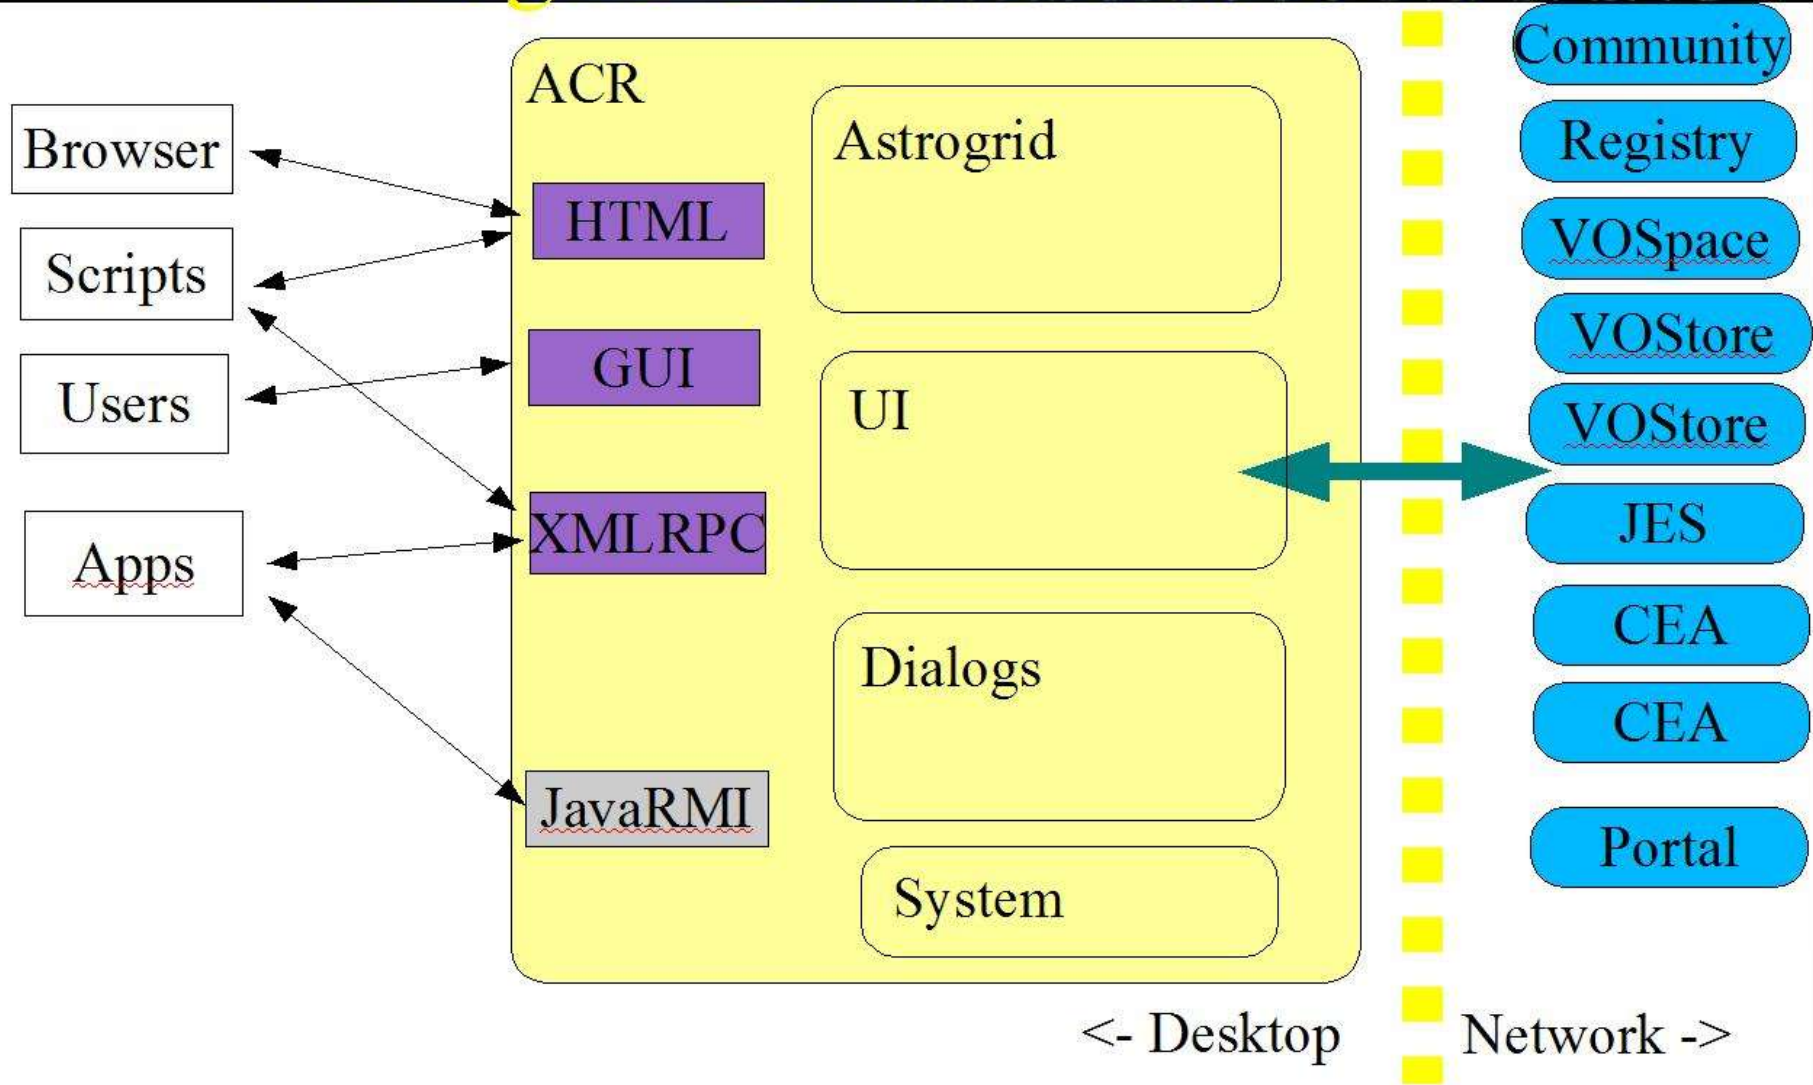 Browser
Scripts
Users
Apps
ACR
HTML
GUI
XMLRPC
JavaRMI
Astrogrid
UI
Dialogs
System
Community
Registry
VOSpace
VOStore
VOStore
JES
CEA
CEA
Portal
<- Desktop
Network ->